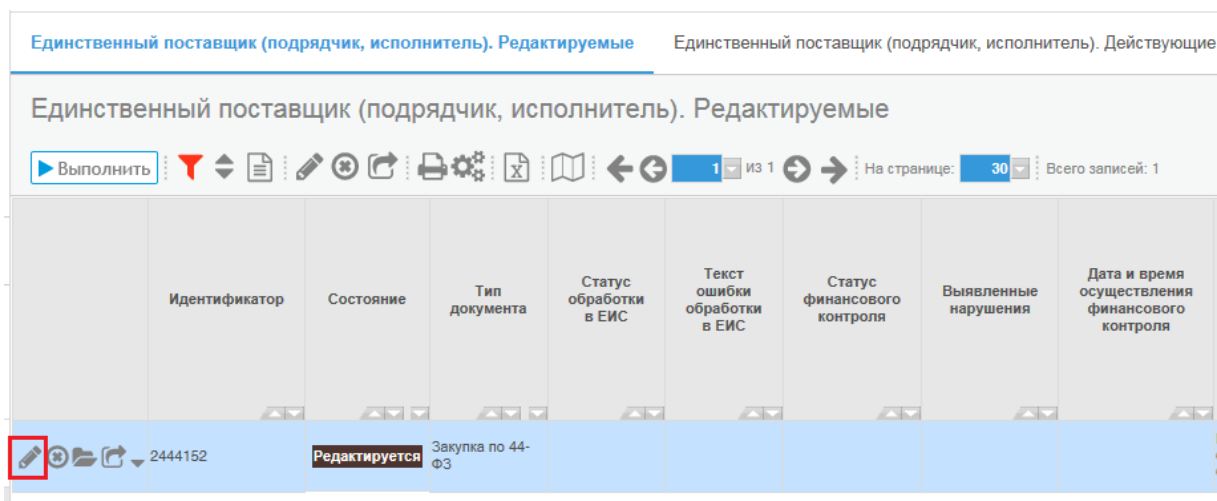 Единственный поставщик (подрядчик, исполнитель). Редактируемые Единственный поставщик (подрядчик, исполнитель). Действующие
Единственный поставщик (подрядчик, исполнитель). Редактируемые
Выполнить 1 из 1 На странице: 30 Всего записей: 1
Идентификатор
Состояние
Тип
документа
Статус
обработки
в ЕИС
Текст
ошибки
обработки
в ЕИС
Статус
финансового
контроля
Выявленные
нарушения
Дата и время
осуществления
финансового
контроля
2444152
Редактируется
Закупка по 44-
ФЗ